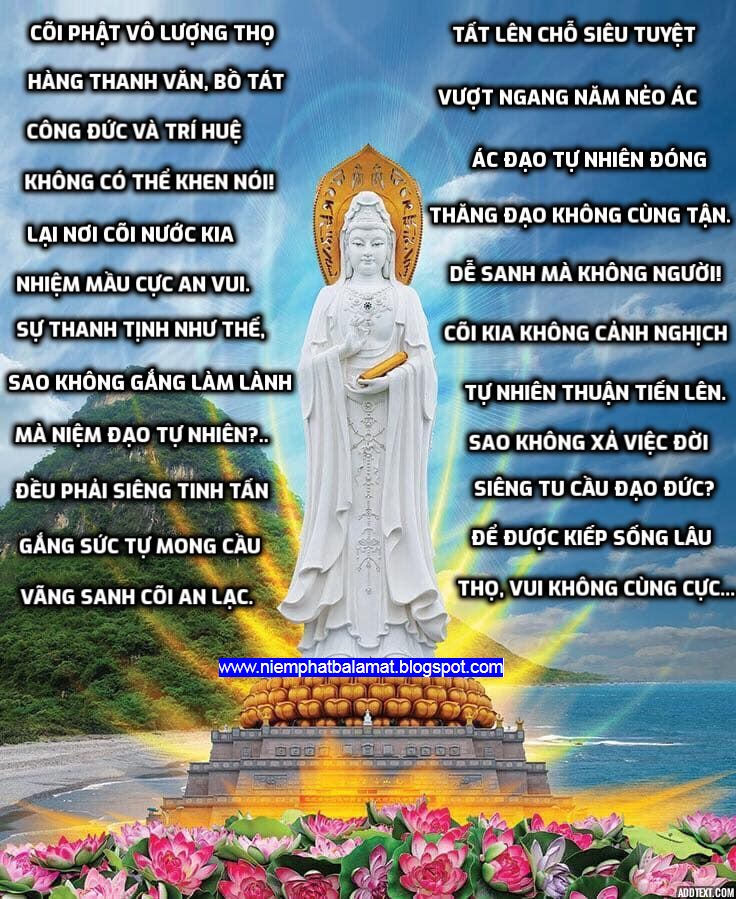 CÕI PHẬT VÔ LƯỢNG THỌ
HÀNG THANH VĂN, BỒ TÁT
CÔNG ĐỨC VÀ TRÍ HUỆ
KHÔNG CÓ THỂ KHEN NÓI!
LẠI NƠI CÕI NƯỚC KIA
NHIỆM MẦU CỰC AN VUI.
SỰ THANH TỊNH NHƯ THẾ,
SAO KHÔNG GẮNG LÀM LÀNH
MÀ NIỆM ĐẠO TỰ NHIÊN?..
ĐỀU PHẢI SIÊNG TINH TẤN
GẮNG SỨC TỰ MONG CẦU
VÃNG SANH CÕI AN LẠC.
TẤT LÊN CHỖ SIÊU TUYỆT
VƯỢT NGANG NĂM NẺO ÁC
ÁC ĐẠO TỰ NHIÊN ĐÓNG
THĂNG ĐẠO KHÔNG CÙNG TẬN.
DỄ SANH MÀ KHÔNG NGƯỜI!
CÕI KIA KHÔNG CẢNH NGHỊCH
TỰ NHIÊN THUẬN TIẾN LÊN.
SAO KHÔNG XẢ VIỆC ĐỜI
SIÊNG TU CẦU ĐẠO ĐỨC?
ĐỂ ĐƯỢC KIẾP SỐNG LÂU
THỌ, VUI KHÔNG CÙNG CỰC...
www.niemphatbalamat.blogspot.com
ADDTEXT.COM